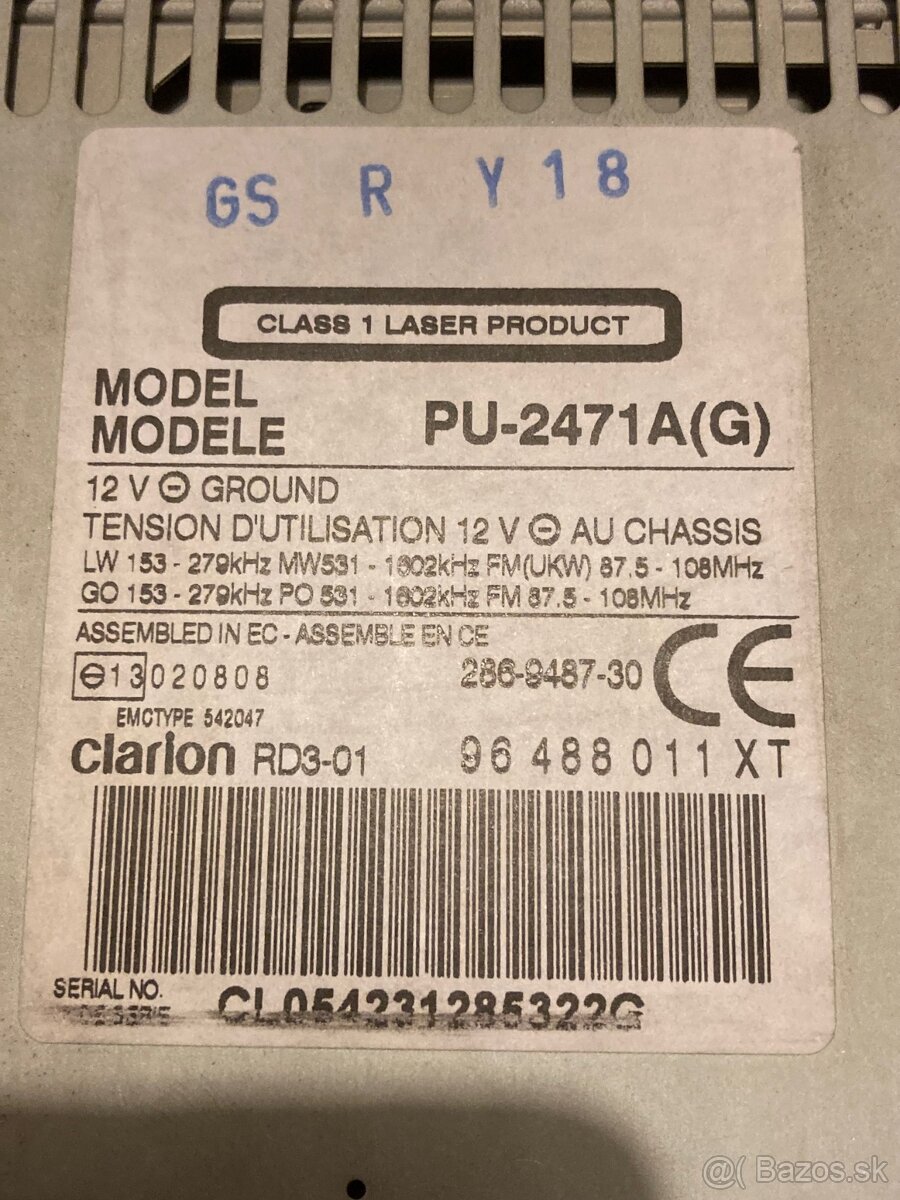 GS R Y18
CLASS 1 LASER PRODUCT
MODEL
MODELE
PU-2471A(G)
12 V ⊖ GROUND
TENSION D'UTILISATION 12 V ⊖ AU CHASSIS
LW 153 - 279kHz MW531 - 1602kHz FM(UKW) 87.5 - 108MHz
GO 153 - 279kHz PO 531 - 1602kHz FM 87.5 - 108MHz
ASSEMBLED IN EC - ASSEMBLE EN CE
e13 020808 286-9487-30 CE
EMCTYPE 542047
clarion RD3-01 96 488 011 XT
SERIAL NO.
DE SERIE CL054231285322G
@( Bazos.sk